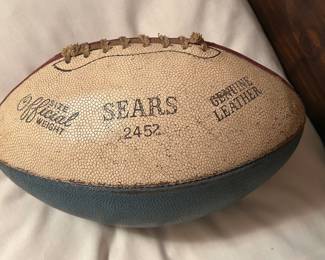 Official
SIZE
WEIGHT
SEARS
2452
GENUINE
LEATHER